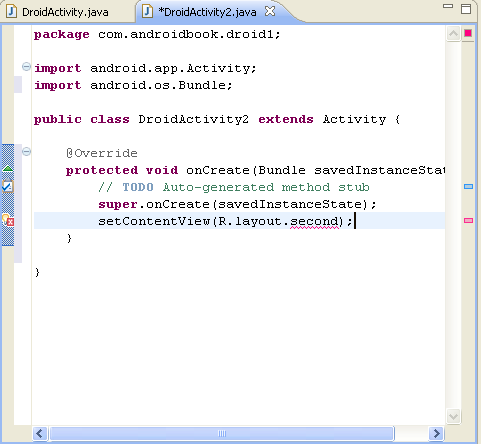 DroidActivity.java *DroidActivity2.java
package com.androidbook.droid1;
import android.app.Activity;
import android.os.Bundle;
public class DroidActivity2 extends Activity {
@Override
protected void onCreate(Bundle savedInstanceStat
// TODO Auto-generated method stub
super.onCreate(savedInstanceState);
setContentView(R.layout.second);
}
}